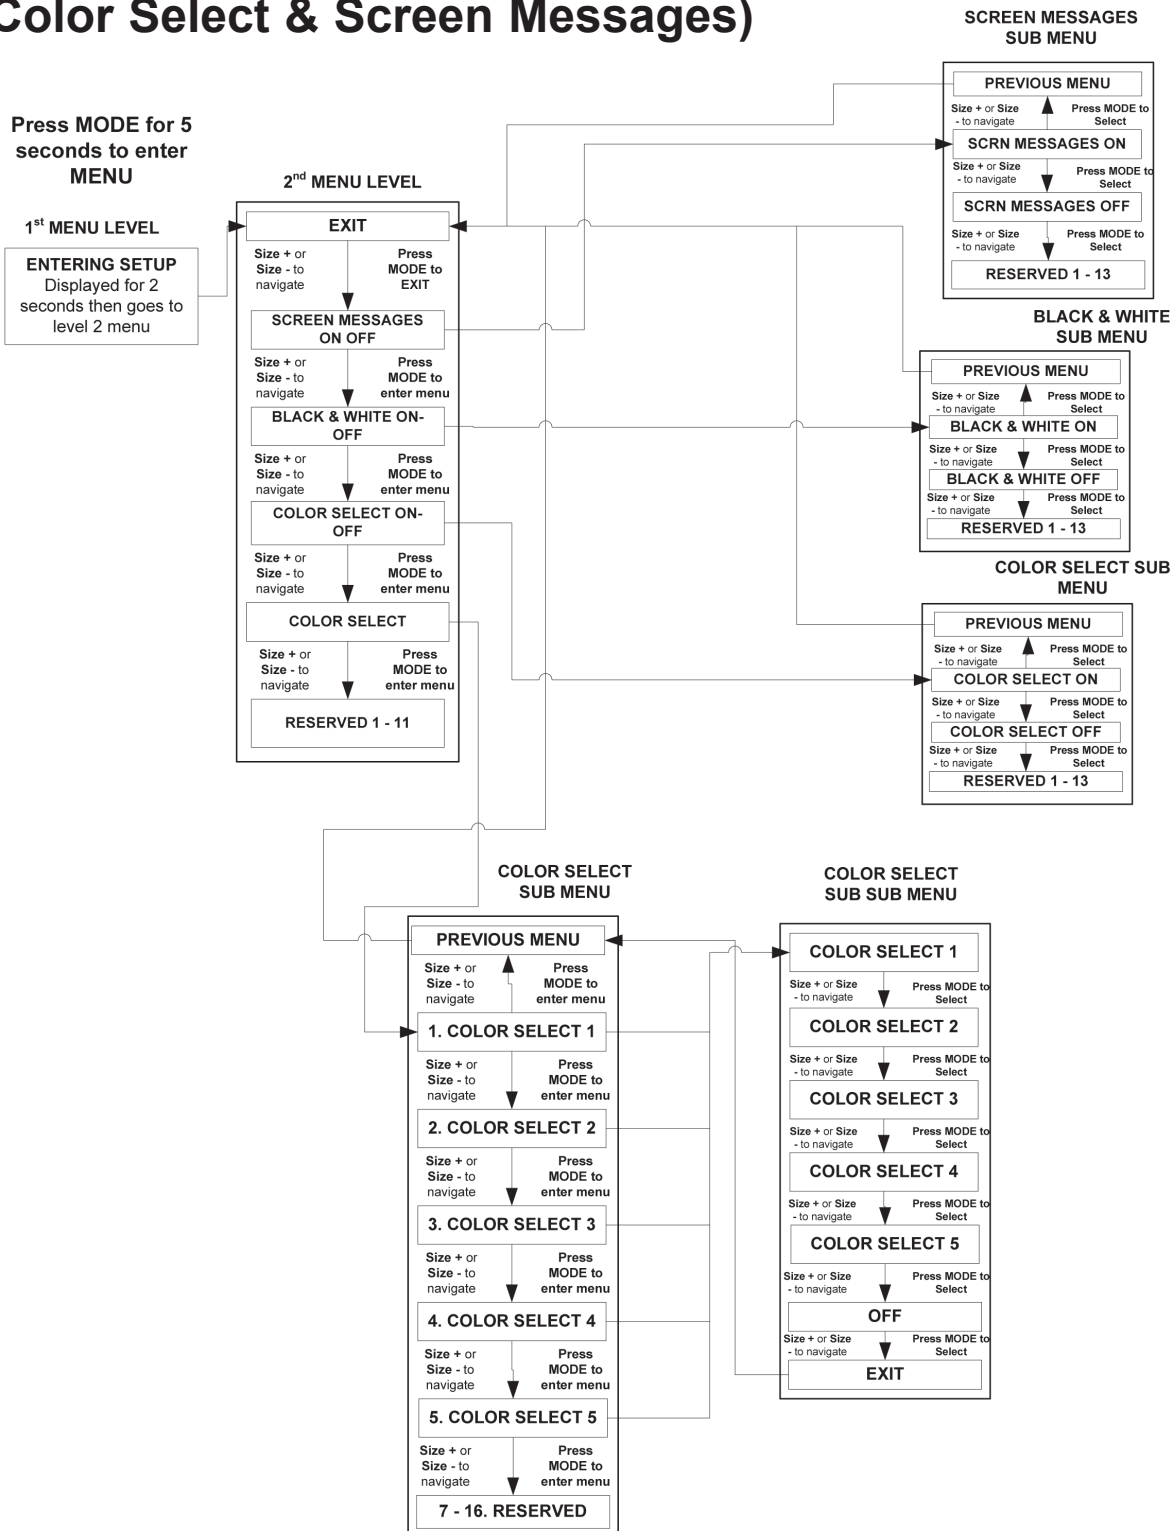 Color Select & Screen Messages)
Press MODE for 5
seconds to enter
MENU
1st MENU LEVEL
ENTERING SETUP
Displayed for 2
seconds then goes to
level 2 menu
2nd MENU LEVEL
EXIT
Size + or
Size - to
navigate
Press
MODE to
EXIT
SCREEN MESSAGES
ON OFF
Size + or
Size - to
navigate
Press
MODE to
enter menu
BLACK & WHITE ON-
OFF
Size + or
Size - to
navigate
Press
MODE to
enter menu
COLOR SELECT ON-
OFF
Size + or
Size - to
navigate
Press
MODE to
enter menu
COLOR SELECT
Size + or
Size - to
navigate
Press
MODE to
enter menu
RESERVED 1 - 11
SCREEN MESSAGES
SUB MENU
PREVIOUS MENU
Size + or Size
- to navigate
Press MODE to
Select
SCRN MESSAGES ON
Size + or Size
- to navigate
Press MODE to
Select
SCRN MESSAGES OFF
Size + or Size
- to navigate
Press MODE to
Select
RESERVED 1 - 13
BLACK & WHITE
SUB MENU
PREVIOUS MENU
Size + or Size
- to navigate
Press MODE to
Select
BLACK & WHITE ON
Size + or Size
- to navigate
Press MODE to
Select
BLACK & WHITE OFF
Size + or Size
- to navigate
Press MODE to
Select
RESERVED 1 - 13
COLOR SELECT SUB
MENU
PREVIOUS MENU
Size + or Size
- to navigate
Press MODE to
Select
COLOR SELECT ON
Size + or Size
- to navigate
Press MODE to
Select
COLOR SELECT OFF
Size + or Size
- to navigate
Press MODE to
Select
RESERVED 1 - 13
COLOR SELECT
SUB MENU
PREVIOUS MENU
Size + or
Size - to
navigate
Press
MODE to
enter menu
1. COLOR SELECT 1
Size + or
Size - to
navigate
Press
MODE to
enter menu
2. COLOR SELECT 2
Size + or
Size - to
navigate
Press
MODE to
enter menu
3. COLOR SELECT 3
Size + or
Size - to
navigate
Press
MODE to
enter menu
4. COLOR SELECT 4
Size + or
Size - to
navigate
Press
MODE to
enter menu
5. COLOR SELECT 5
Size + or
Size - to
navigate
Press
MODE to
enter menu
7 - 16. RESERVED
COLOR SELECT
SUB SUB MENU
COLOR SELECT 1
Size + or Size
- to navigate
Press MODE to
Select
COLOR SELECT 2
Size + or Size
- to navigate
Press MODE to
Select
COLOR SELECT 3
Size + or Size
- to navigate
Press MODE to
Select
COLOR SELECT 4
Size + or Size
- to navigate
Press MODE to
Select
COLOR SELECT 5
Size + or Size
- to navigate
Press MODE to
Select
OFF
Size + or Size
- to navigate
Press MODE to
Select
EXIT